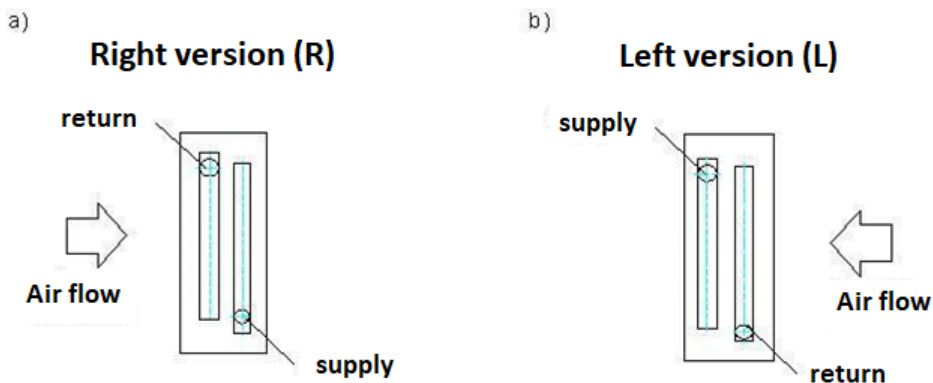 a)
Right version (R)
return
Air flow
supply
b)
Left version (L)
supply
Air flow
return